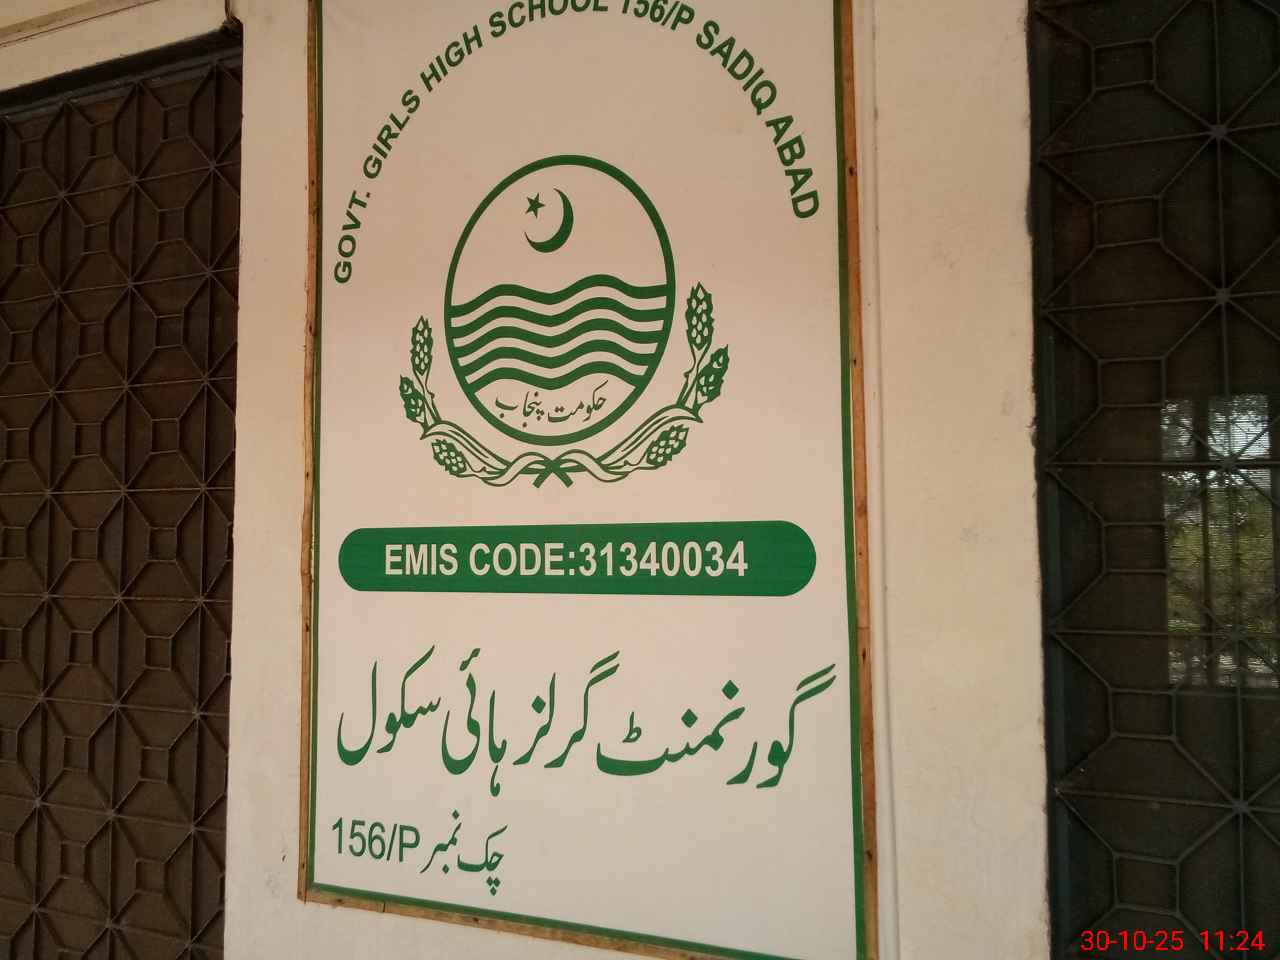 GOVT. GIRLS HIGH SCHOOL 156/P SADIQ ABAD
حکومت پنجاب
EMIS CODE:31340034
گورنمنٹ گرلز ہائی سکول
چک نمبر 156/P
30-10-25 11:24